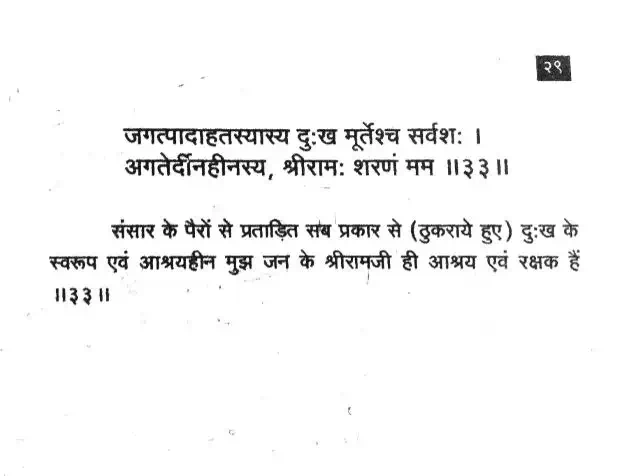 २९
जगत्पादाहतस्यास्य दुःख मूर्तेश्च सर्वशः ।
अगतेर्दीनहीनस्य, श्रीरामः शरणं मम ॥३३॥
संसार के पैरों से प्रताड़ित सब प्रकार से (ठुकराये हुए) दुःख के
स्वरूप एवं आश्रयहीन मुझ जन के श्रीरामजी ही आश्रय एवं रक्षक हैं
॥३३॥